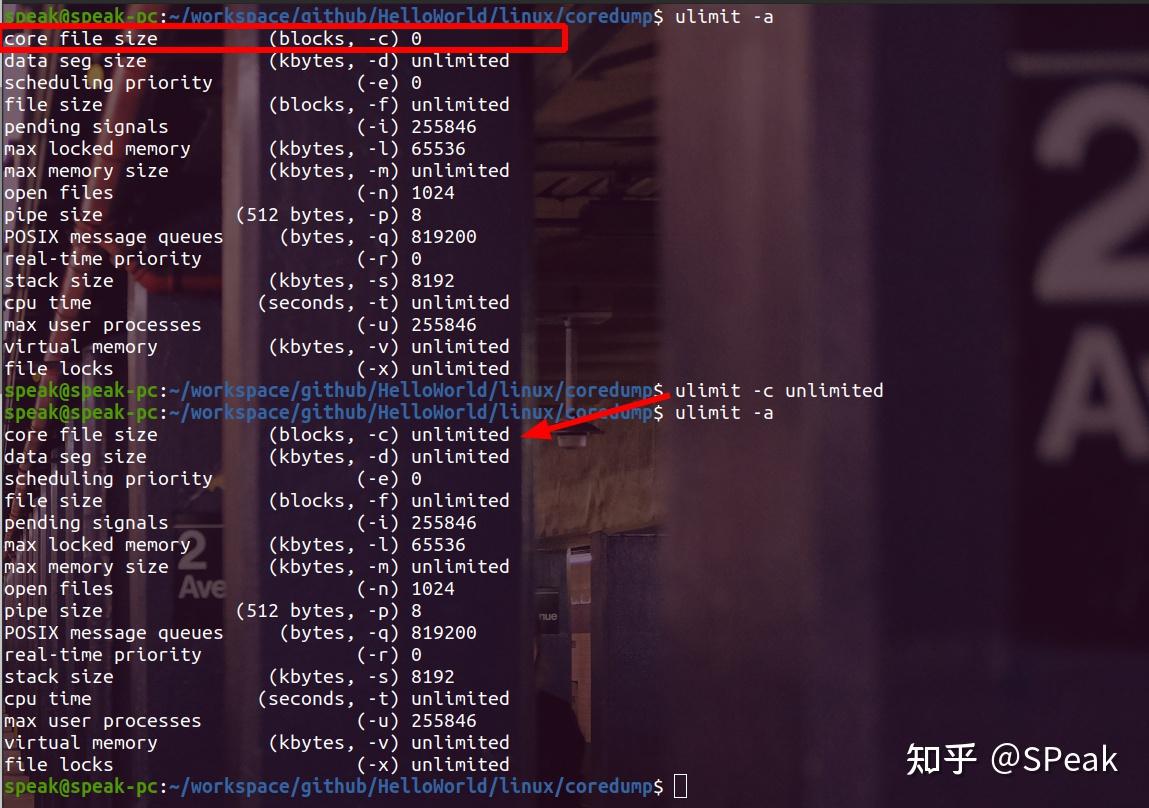 speak@speak-pc:~/workspace/github/HelloWorld/linux/coredump$ ulimit -a
core file size          (blocks, -c) 0
data seg size           (kbytes, -d) unlimited
scheduling priority             (-e) 0
file size               (blocks, -f) unlimited
pending signals                 (-i) 255846
max locked memory       (kbytes, -l) 65536
max memory size         (kbytes, -m) unlimited
open files                      (-n) 1024
pipe size            (512 bytes, -p) 8
POSIX message queues     (bytes, -q) 819200
real-time priority              (-r) 0
stack size              (kbytes, -s) 8192
cpu time               (seconds, -t) unlimited
max user processes              (-u) 255846
virtual memory          (kbytes, -v) unlimited
file locks                      (-x) unlimited
speak@speak-pc:~/workspace/github/HelloWorld/linux/coredump$ ulimit -c unlimited
speak@speak-pc:~/workspace/github/HelloWorld/linux/coredump$ ulimit -a
core file size          (blocks, -c) unlimited
data seg size           (kbytes, -d) unlimited
scheduling priority             (-e) 0
file size               (blocks, -f) unlimited
pending signals                 (-i) 255846
max locked memory       (kbytes, -l) 65536
max memory size         (kbytes, -m) unlimited
open files                      (-n) 1024
pipe size            (512 bytes, -p) 8
POSIX message queues     (bytes, -q) 819200
real-time priority              (-r) 0
stack size              (kbytes, -s) 8192
cpu time               (seconds, -t) unlimited
max user processes              (-u) 255846
virtual memory          (kbytes, -v) unlimited
file locks                      (-x) unlimited
speak@speak-pc:~/workspace/github/HelloWorld/linux/coredump$
2
Av
2
Ave
nue
知乎 @SPeak